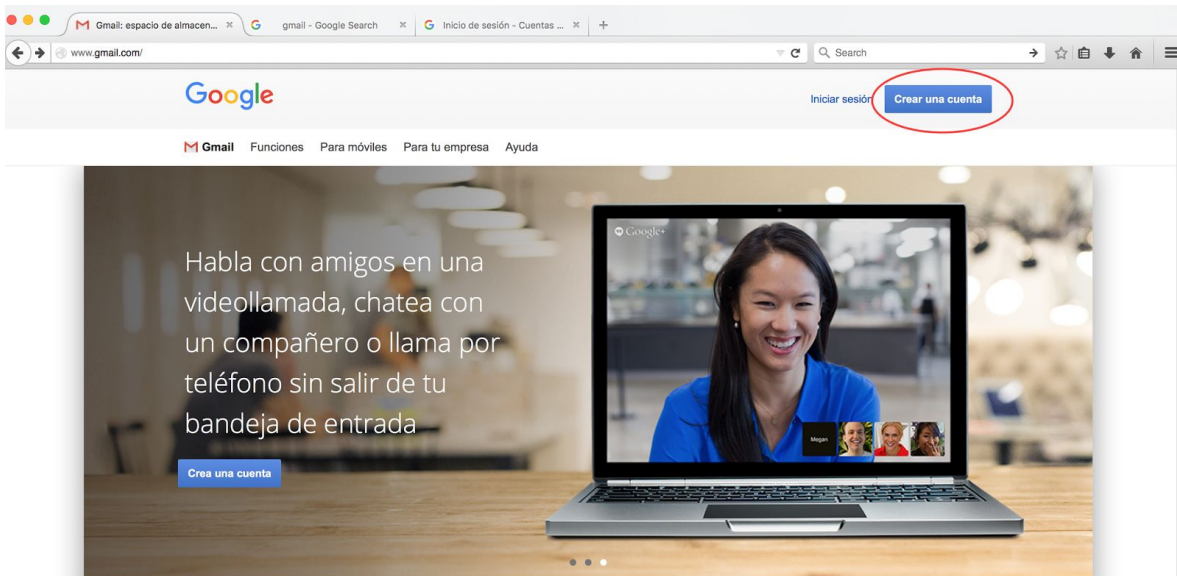 Gmail: espacio de almacen...
gmail - Google Search
Inicio de sesión - Cuentas ...
www.gmail.com/
Search
Google
Iniciar sesión
Crear una cuenta
Gmail
Funciones
Para móviles
Para tu empresa
Ayuda
Habla con amigos en una
videollamada, chatea con
un compañero o llama por
teléfono sin salir de tu
bandeja de entrada
Crea una cuenta
Google+
Megan